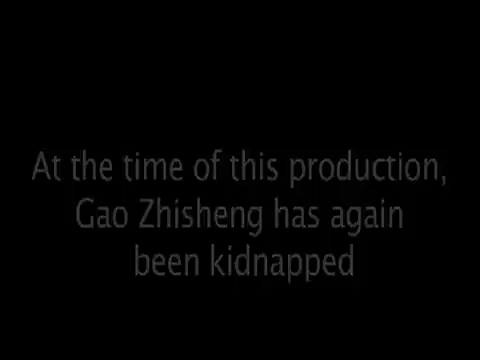 At the time of this production,
Gao Zhisheng has again
been kidnapped